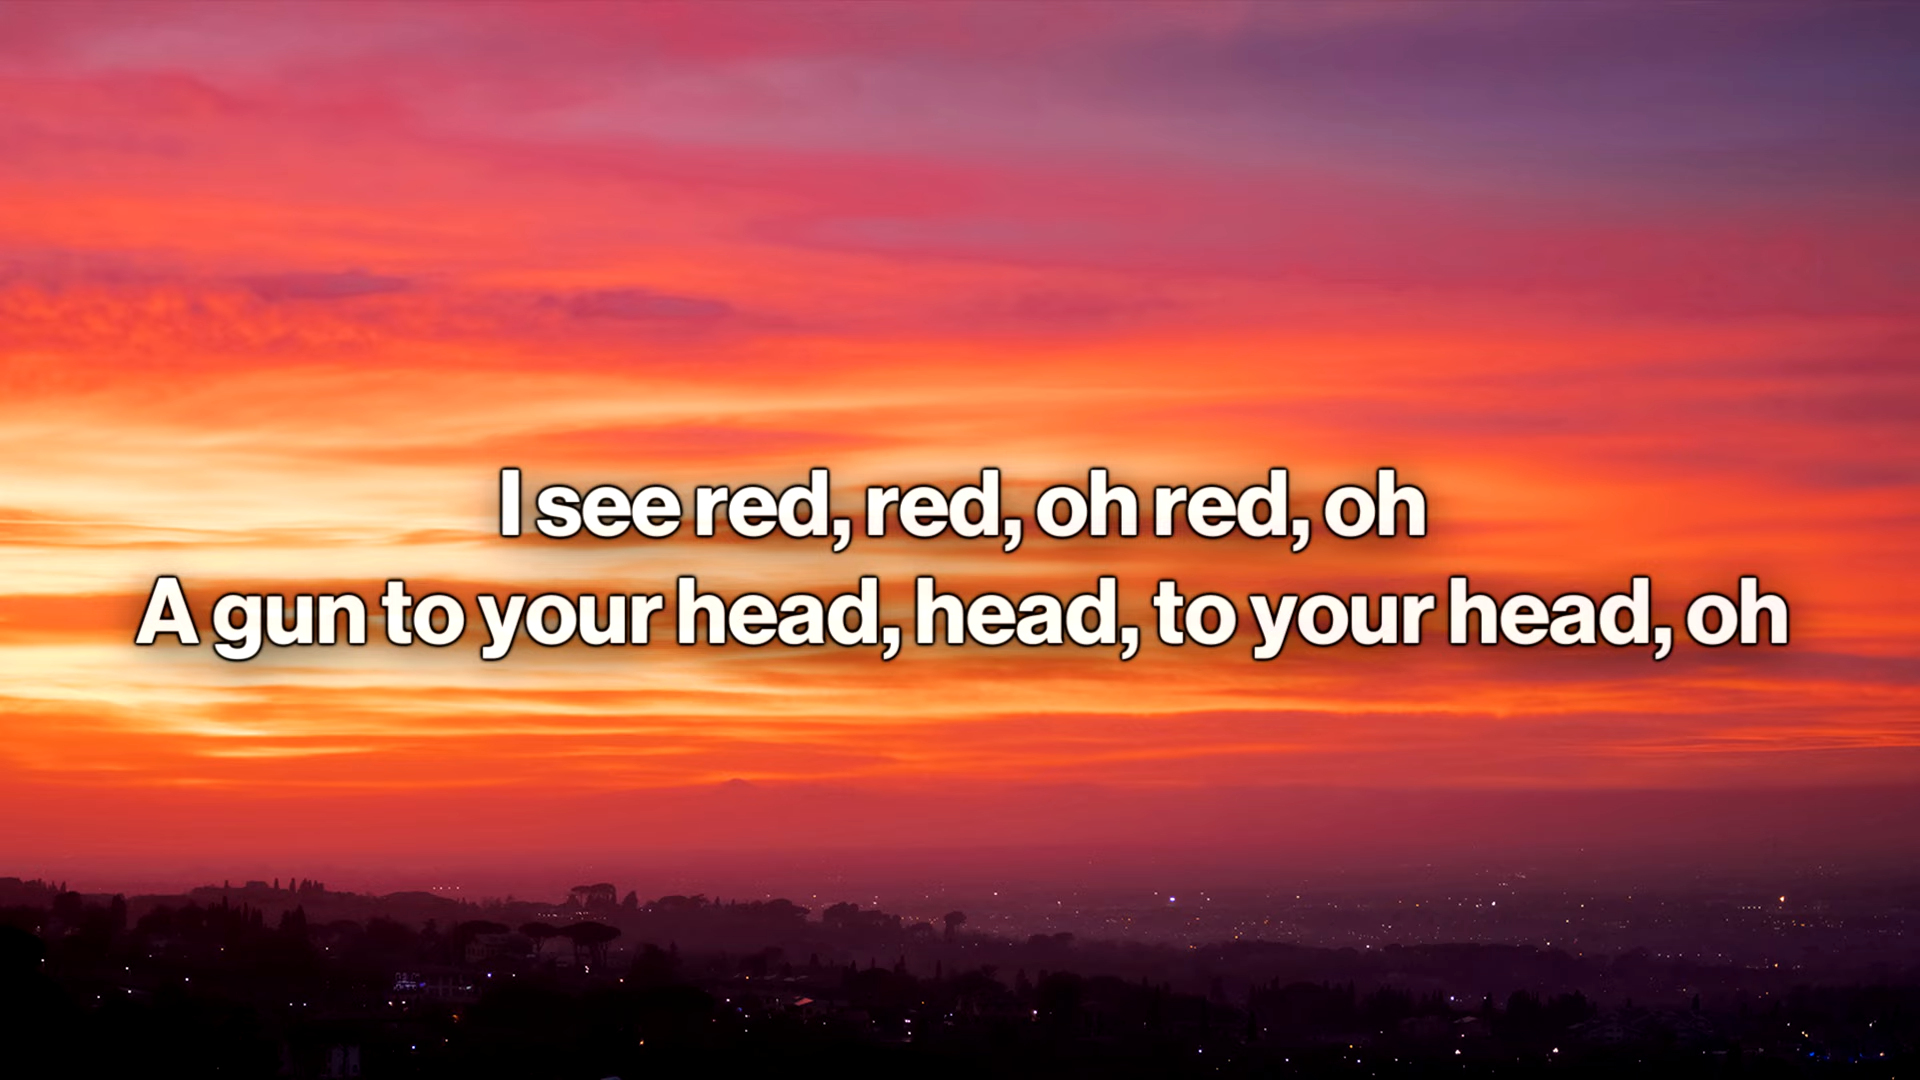 I see red, red, oh red, oh
A gun to your head, head, to your head, oh